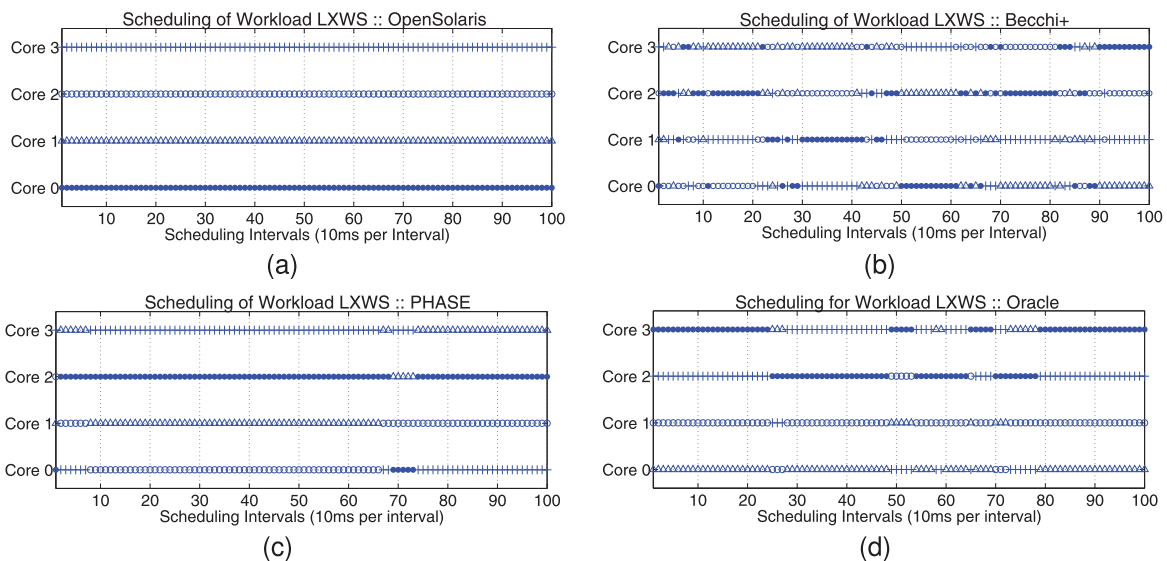 Scheduling of Workload LXWS :: OpenSolaris
Core 3
Core 2
Core 1
Core 0
10 20 30 40 50 60 70 80 90 100
Scheduling Intervals (10ms per Interval)
(a)
Scheduling of Workload LXWS :: Becchi+
Core 3
Core 2
Core 1
Core 0
10 20 30 40 50 60 70 80 90 100
Scheduling Intervals (10ms per Interval)
(b)
Scheduling of Workload LXWS :: PHASE
Core 3
Core 2
Core 1
Core 0
10 20 30 40 50 60 70 80 90 100
Scheduling Intervals (10ms per interval)
(c)
Scheduling for Workload LXWS :: Oracle
Core 3
Core 2
Core 1
Core 0
10 20 30 40 50 60 70 80 90 100
Scheduling Intervals (10ms per interval)
(d)